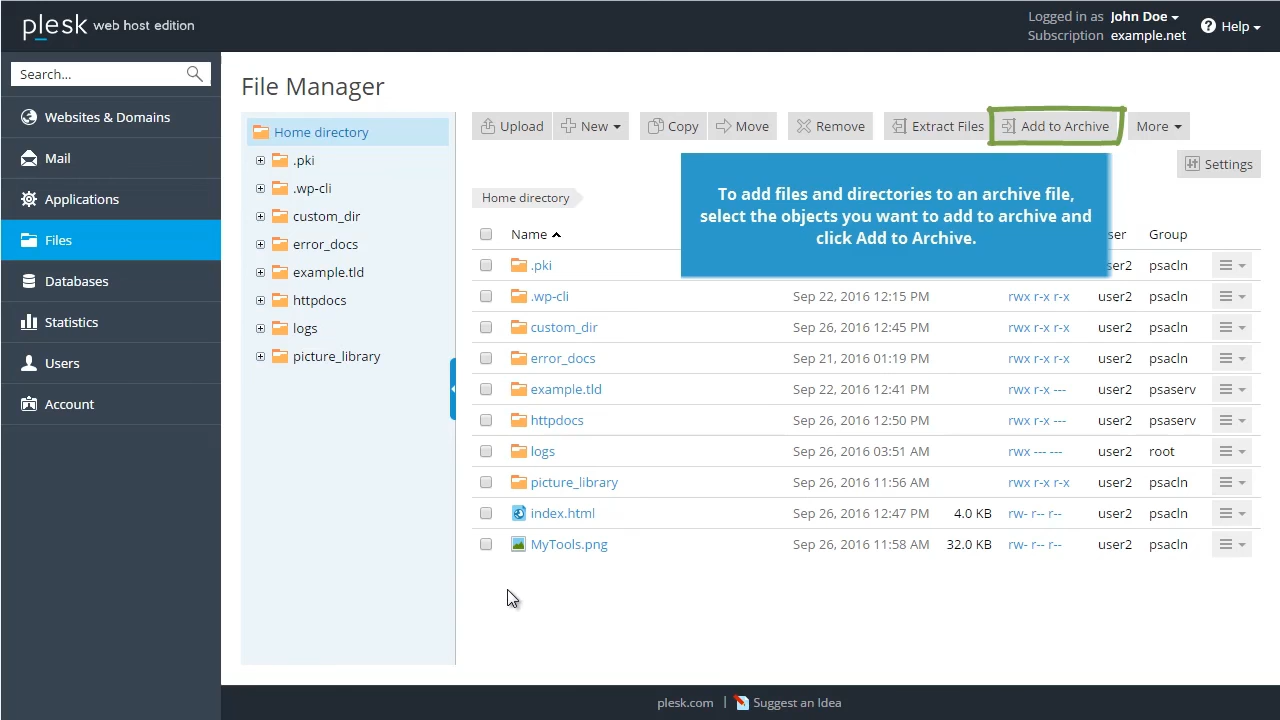 plesk web host edition
Logged in as John Doe
Subscription example.net
Help
Search...
Websites & Domains
Mail
Applications
Files
Databases
Statistics
Users
Account
File Manager
Home directory
.pki
.wp-cli
custom_dir
error_docs
example.tld
httpdocs
logs
picture_library
Upload New Copy Move Remove Extract Files Add to Archive More
Settings
To add files and directories to an archive file,
select the objects you want to add to archive and
click Add to Archive.
Home directory
Name Group
.pki psacln
.wp-cli Sep 22, 2016 12:15 PM rwx r-x r-x user2 psacln
custom_dir Sep 26, 2016 12:45 PM rwx r-x r-x user2 psacln
error_docs Sep 21, 2016 01:19 PM rwx r-x r-x user2 psacln
example.tld Sep 22, 2016 12:41 PM rwx r-x --- user2 psaserv
httpdocs Sep 26, 2016 12:50 PM rwx r-x --- user2 psaserv
logs Sep 26, 2016 03:51 AM rwx --- --- user2 root
picture_library Sep 26, 2016 11:56 AM rwx r-x r-x user2 psacln
index.html Sep 26, 2016 12:47 PM 4.0 KB rw- r-- r-- user2 psacln
MyTools.png Sep 26, 2016 11:58 AM 32.0 KB rw- r-- r-- user2 psacln
plesk.com | Suggest an Idea